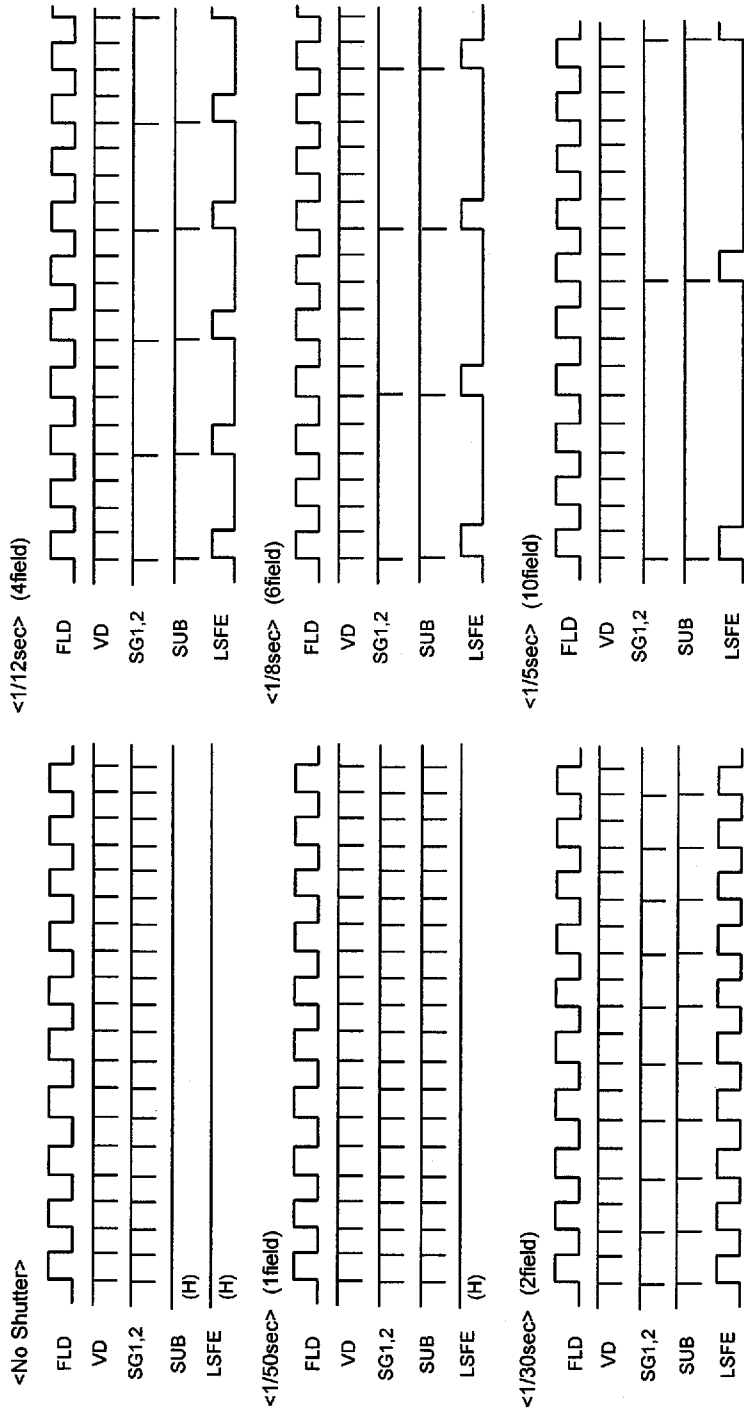 <No Shutter>
FLD
VD
SG1,2
SUB
(H)
LSFE
(H)
<1/50sec> (1field)
FLD
VD
SG1,2
SUB
LSFE
(H)
<1/30sec> (2field)
FLD
VD
SG1,2
SUB
LSFE
<1/12sec> (4field)
FLD
VD
SG1,2
SUB
LSFE
<1/8sec> (6field)
FLD
VD
SG1,2
SUB
LSFE
<1/5sec> (10field)
FLD
VD
SG1,2
SUB
LSFE